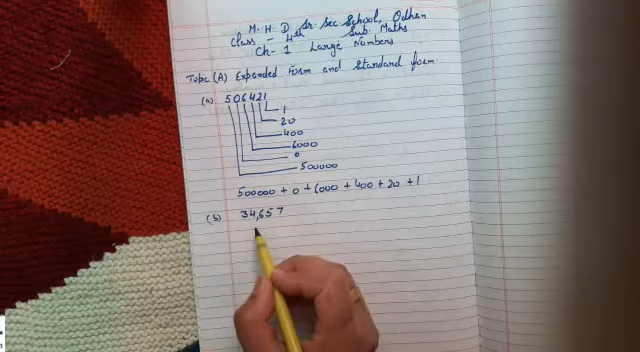 M. H. D. Sr. Sec. School, Odhan
Class - 4th Sub: Maths
Ch- 1 Large Numbers
Topic (A) Expanded Form and Standard form.
(a) 506421
1
20
400
6000
0
500000
500000 + 0 + 6000 + 400 + 20 + 1
(b) 34,657